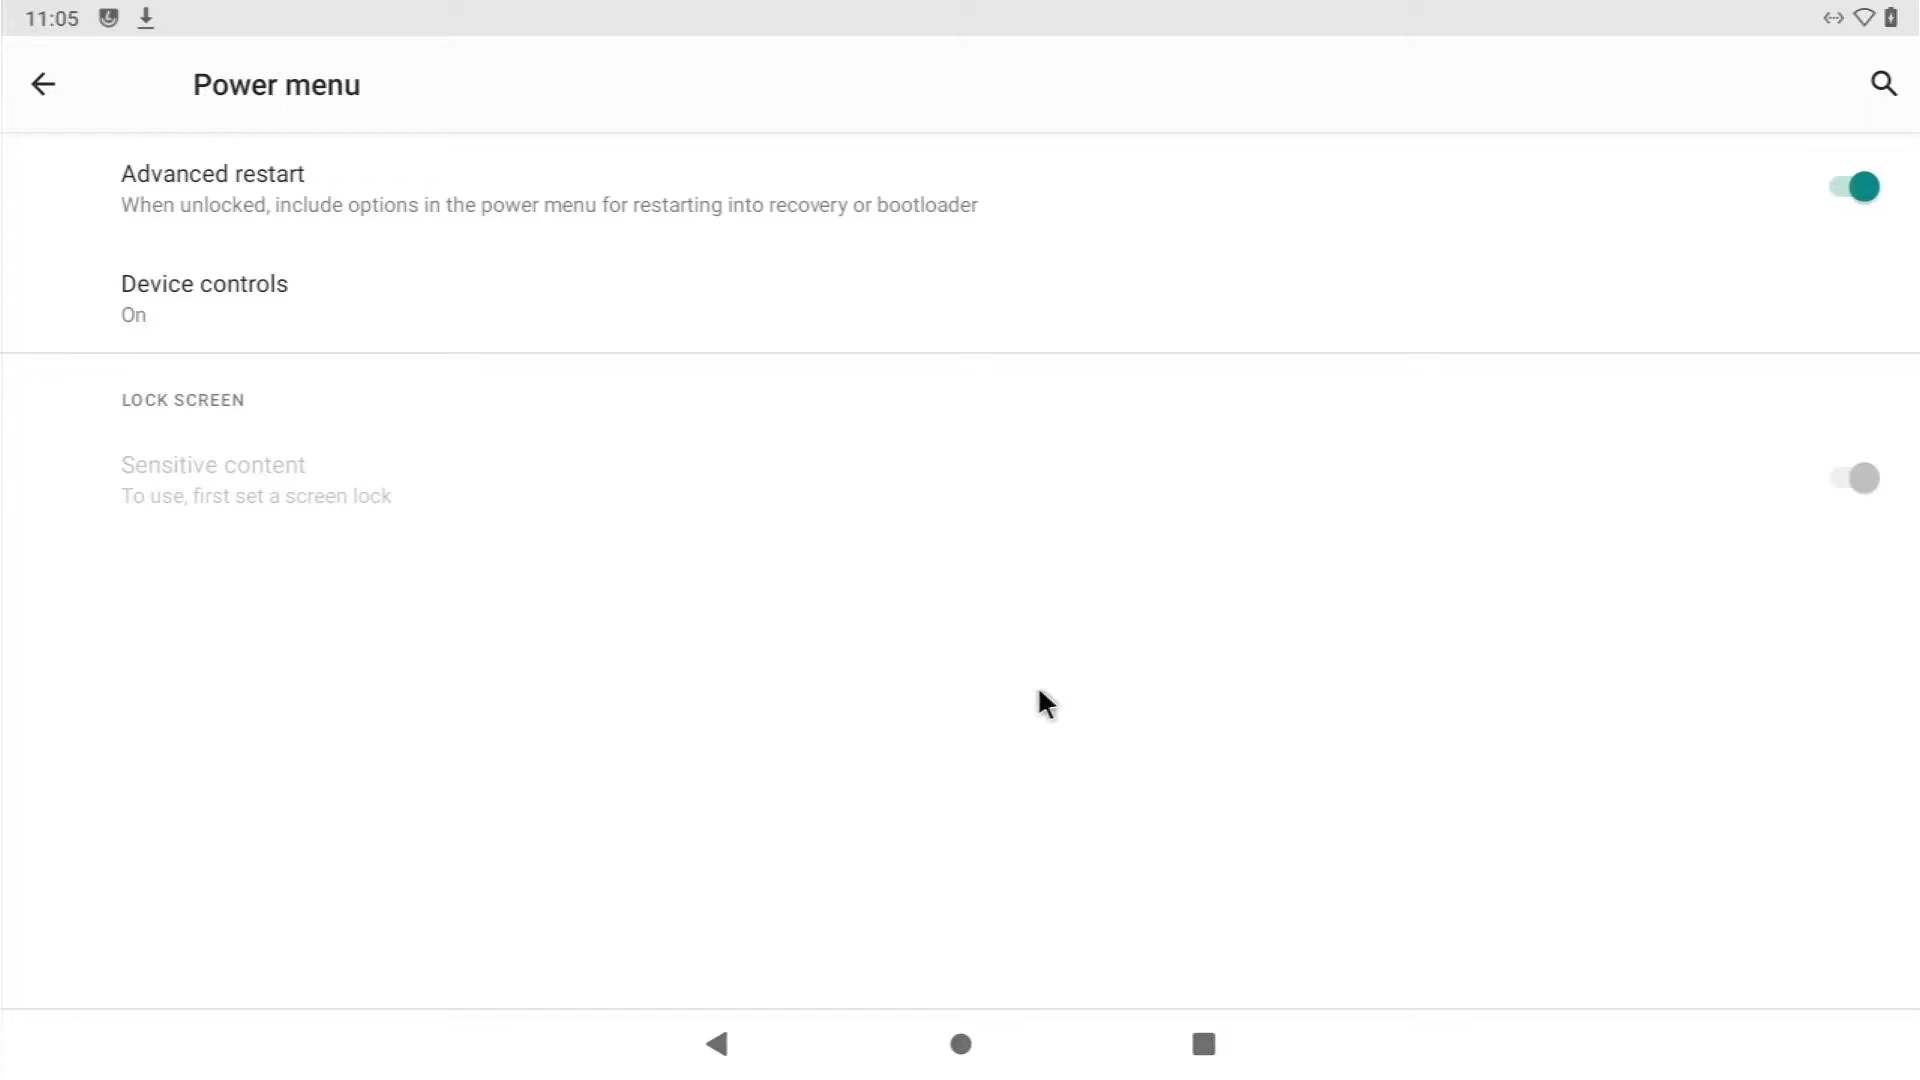 11:05
Power menu
Advanced restart
When unlocked, include options in the power menu for restarting into recovery or bootloader
Device controls
On
LOCK SCREEN
Sensitive content
To use, first set a screen lock